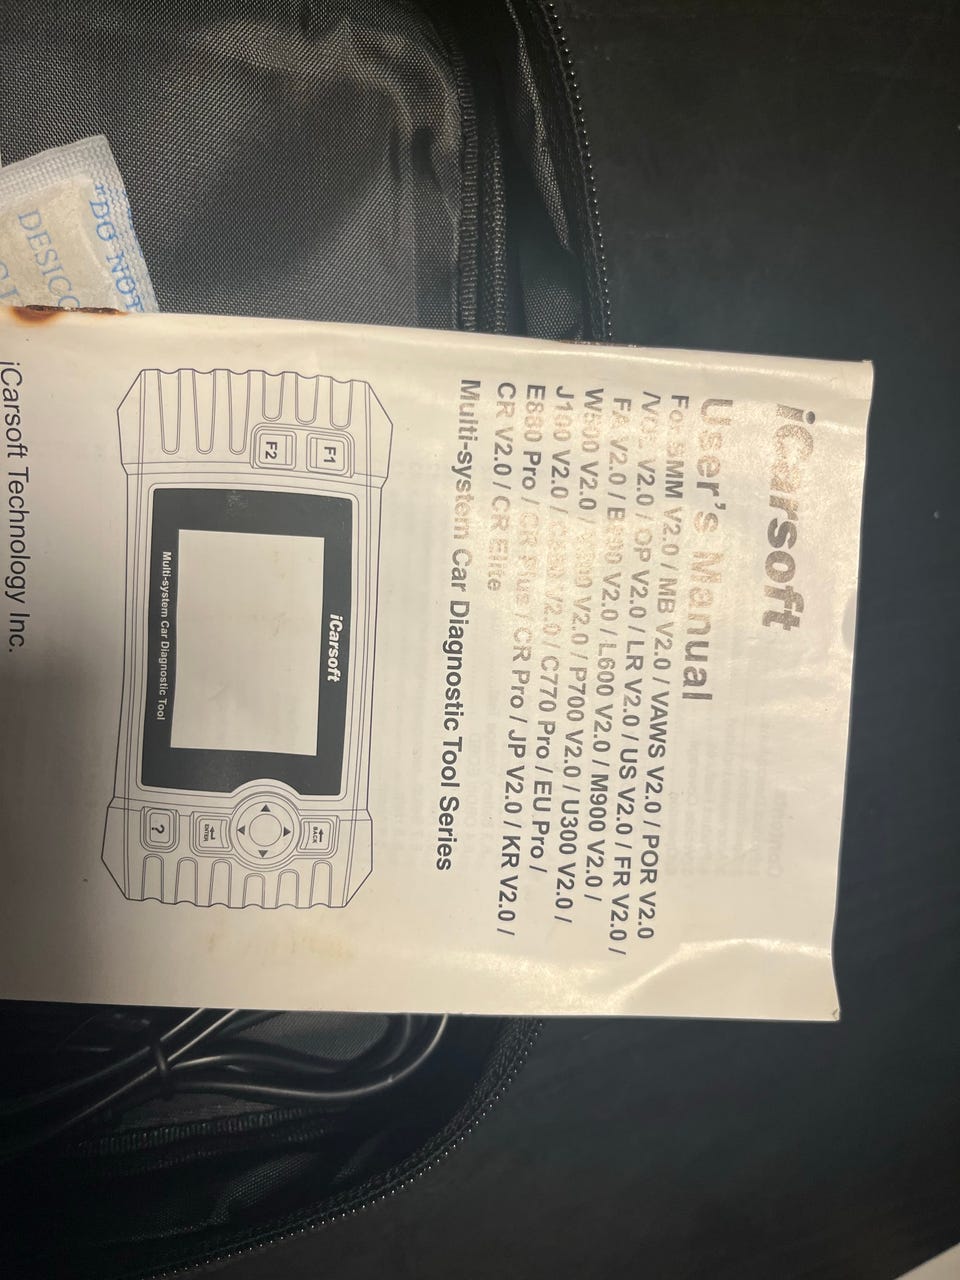 iCarsoft
User's Manual
For BMM V2.0 / MB V2.0 / VAWS V2.0 / POR V2.0
V2.0 / OP V2.0 / LR V2.0 / US V2.0 / FR V2.0 /
V2.0 / V2.0 / L600 V2.0 / M900 V2.0 /
V2.0 / V2.0 / P700 V2.0 / U300 V2.0 /
J100 V2.0 / V2.0 / C770 Pro / EU Pro /
E880 Pro / CR Plus / CR Pro / JP V2.0 / KR V2.0 /
CR V2.0 / CR Elite
Multi-system Car Diagnostic Tool Series
F1
F2
iCarsoft
Multi-system Car Diagnostic Tool
BACK
ENTER
?
iCarsoft Technology Inc.
"DO NOT